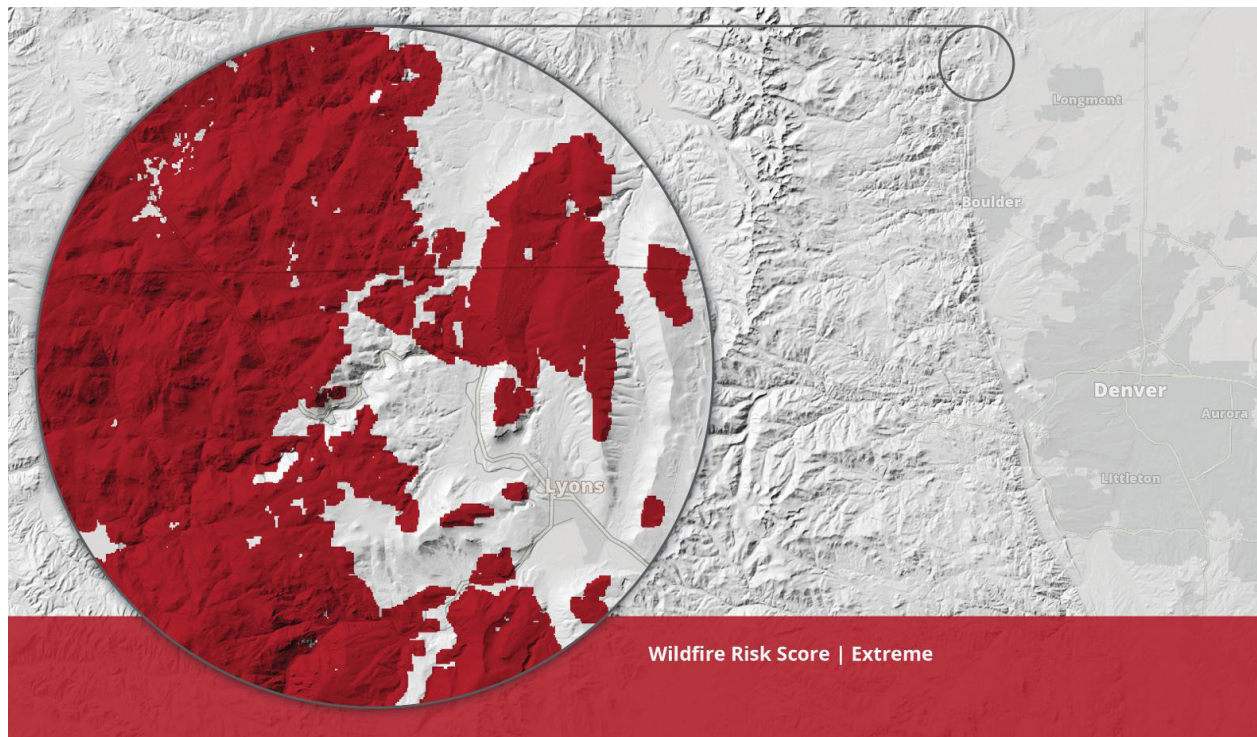 Longmont
Boulder
Denver
Aurora
Littleton
Lyons
Wildfire Risk Score | Extreme